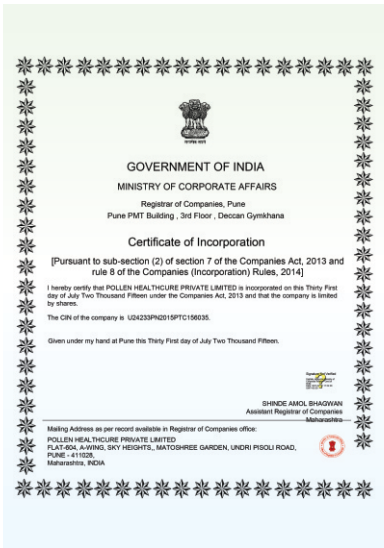 GOVERNMENT OF INDIA
MINISTRY OF CORPORATE AFFAIRS
Registrar of Companies, Pune
Pune PMT Building , 3rd Floor , Deccan Gymkhana
Certificate of Incorporation
[Pursuant to sub-section (2) of section 7 of the Companies Act, 2013 and
rule 8 of the Companies (Incorporation) Rules, 2014]
I hereby certify that POLLEN HEALTHCURE PRIVATE LIMITED is incorporated on this Thirty First
day of July Two Thousand Fifteen under the Companies Act, 2013 and that the company is limited
by shares.
The CIN of the company is U24233PN2015PTC156035.
Given under my hand at Pune this Thirty First day of July Two Thousand Fifteen.
SHINDE AMOL BHAGWAN
Assistant Registrar of Companies
Maharashtra
Mailing Address as per record available in Registrar of Companies office:
POLLEN HEALTHCURE PRIVATE LIMITED
FLAT-604, A-WING, SKY HEIGHTS,, MATOSHREE GARDEN, UNDRI PISOLI ROAD,
PUNE - 411028,
Maharashtra, INDIA